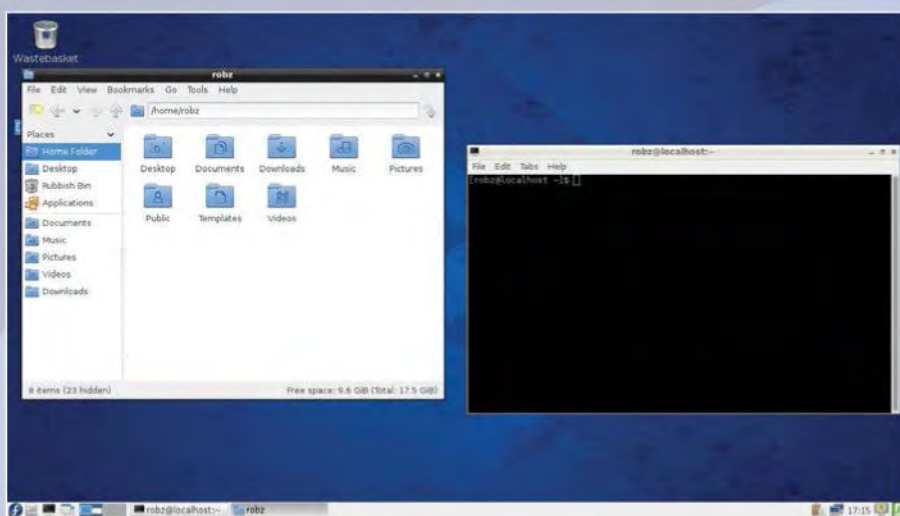 Wastebasket
robz
File Edit View Bookmarks Go Tools Help
/home/robz
Places
Home Folder
Desktop
Rubbish Bin
Applications
Documents
Music
Pictures
Videos
Downloads
Desktop Documents Downloads Music Pictures
Public Templates Videos
8 items (23 hidden) Free space: 9.6 GiB (Total: 17.5 GiB)
robz@localhost:~
File Edit Tabs Help
[robz@localhost ~]$
robz@localhost:~ robz 17:15